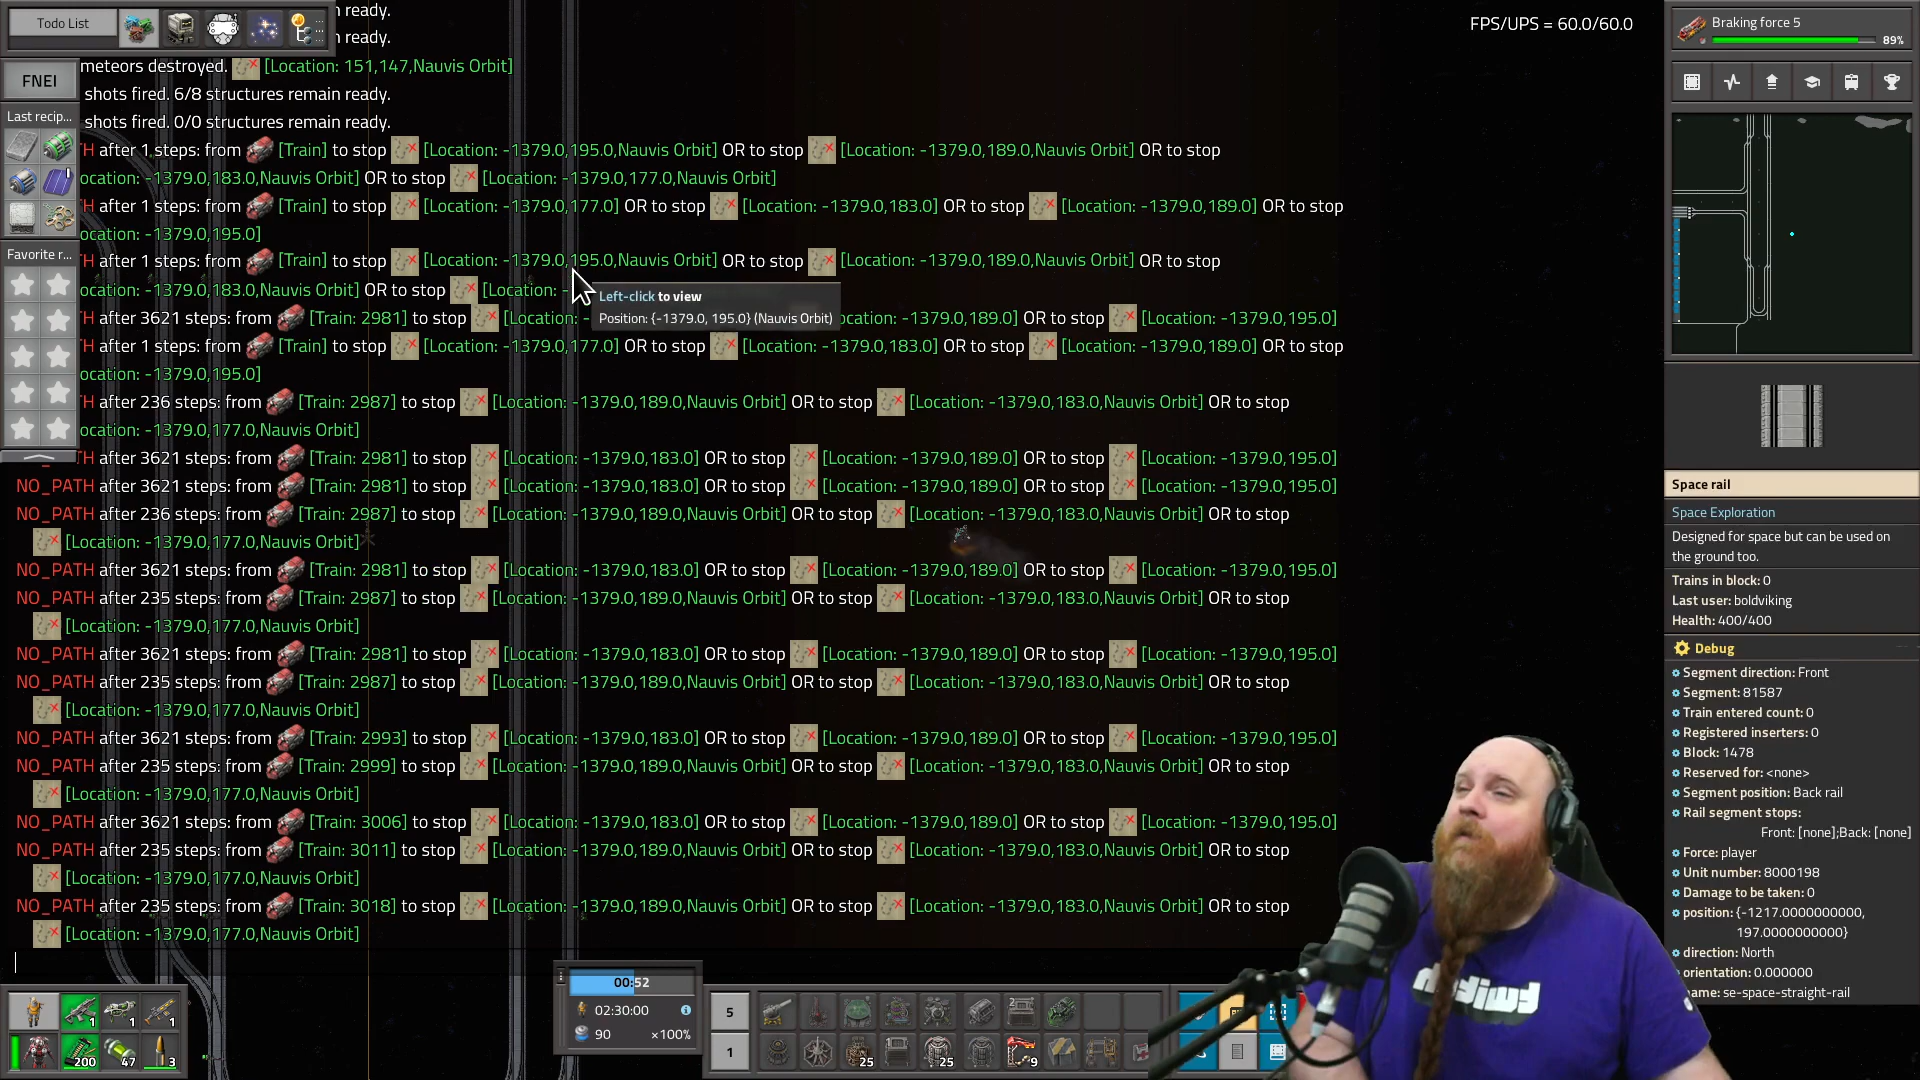 Todo List
n ready.
n ready.
meteors destroyed. [Location: 151,147,Nauvis Orbit]
shots fired. 6/8 structures remain ready.
shots fired. 0/0 structures remain ready.
H after 1 steps: from [Train] to stop [Location: -1379.0,195.0,Nauvis Orbit] OR to stop [Location: -1379.0,189.0,Nauvis Orbit] OR to stop
ocation: -1379.0,183.0,Nauvis Orbit] OR to stop [Location: -1379.0,177.0,Nauvis Orbit]
H after 1 steps: from [Train] to stop [Location: -1379.0,177.0] OR to stop [Location: -1379.0,183.0] OR to stop [Location: -1379.0,189.0] OR to stop
ocation: -1379.0,195.0]
H after 1 steps: from [Train] to stop [Location: -1379.0,195.0,Nauvis Orbit] OR to stop [Location: -1379.0,189.0,Nauvis Orbit] OR to stop
ocation: -1379.0,183.0,Nauvis Orbit] OR to stop [Location: -
Left-click to view
Position: {-1379.0, 195.0} (Nauvis Orbit)
H after 3621 steps: from [Train: 2981] to stop [Location: - ocation: -1379.0,189.0] OR to stop [Location: -1379.0,195.0]
H after 1 steps: from [Train] to stop [Location: -1379.0,177.0] OR to stop [Location: -1379.0,183.0] OR to stop [Location: -1379.0,189.0] OR to stop
ocation: -1379.0,195.0]
H after 236 steps: from [Train: 2987] to stop [Location: -1379.0,189.0,Nauvis Orbit] OR to stop [Location: -1379.0,183.0,Nauvis Orbit] OR to stop
ocation: -1379.0,177.0,Nauvis Orbit]
H after 3621 steps: from [Train: 2981] to stop [Location: -1379.0,183.0] OR to stop [Location: -1379.0,189.0] OR to stop [Location: -1379.0,195.0]
NO_PATH after 3621 steps: from [Train: 2981] to stop [Location: -1379.0,183.0] OR to stop [Location: -1379.0,189.0] OR to stop [Location: -1379.0,195.0]
NO_PATH after 236 steps: from [Train: 2987] to stop [Location: -1379.0,189.0,Nauvis Orbit] OR to stop [Location: -1379.0,183.0,Nauvis Orbit] OR to stop
[Location: -1379.0,177.0,Nauvis Orbit]
NO_PATH after 3621 steps: from [Train: 2981] to stop [Location: -1379.0,183.0] OR to stop [Location: -1379.0,189.0] OR to stop [Location: -1379.0,195.0]
NO_PATH after 235 steps: from [Train: 2987] to stop [Location: -1379.0,189.0,Nauvis Orbit] OR to stop [Location: -1379.0,183.0,Nauvis Orbit] OR to stop
[Location: -1379.0,177.0,Nauvis Orbit]
NO_PATH after 3621 steps: from [Train: 2981] to stop [Location: -1379.0,183.0] OR to stop [Location: -1379.0,189.0] OR to stop [Location: -1379.0,195.0]
NO_PATH after 235 steps: from [Train: 2987] to stop [Location: -1379.0,189.0,Nauvis Orbit] OR to stop [Location: -1379.0,183.0,Nauvis Orbit] OR to stop
[Location: -1379.0,177.0,Nauvis Orbit]
NO_PATH after 3621 steps: from [Train: 2993] to stop [Location: -1379.0,183.0] OR to stop [Location: -1379.0,189.0] OR to stop [Location: -1379.0,195.0]
NO_PATH after 235 steps: from [Train: 2999] to stop [Location: -1379.0,189.0,Nauvis Orbit] OR to stop [Location: -1379.0,183.0,Nauvis Orbit] OR to stop
[Location: -1379.0,177.0,Nauvis Orbit]
NO_PATH after 3621 steps: from [Train: 3006] to stop [Location: -1379.0,183.0] OR to stop [Location: -1379.0,189.0] OR to stop [Location: -1379.0,195.0]
NO_PATH after 235 steps: from [Train: 3011] to stop [Location: -1379.0,189.0,Nauvis Orbit] OR to stop [Location: -1379.0,183.0,Nauvis Orbit] OR to stop
[Location: -1379.0,177.0,Nauvis Orbit]
NO_PATH after 235 steps: from [Train: 3018] to stop [Location: -1379.0,189.0,Nauvis Orbit] OR to stop [Location: -1379.0,183.0,Nauvis Orbit] OR to stop
[Location: -1379.0,177.0,Nauvis Orbit]
FNEI
Last recip...
Favorite r...
FPS/UPS = 60.0/60.0
Braking force 5
89%
Space rail
Space Exploration
Designed for space but can be used on
the ground too.
Trains in block: 0
Last user: boldviking
Health: 400/400
Debug
Segment direction: Front
Segment: 81587
Train entered count: 0
Registered inserters: 0
Block: 1478
Reserved for: <none>
Segment position: Back rail
Rail segment stops:
Front: [none];Back: [none]
Force: player
Unit number: 8000198
Damage to be taken: 0
position: {-1217.0000000000,
197.0000000000}
direction: North
orientation: 0.000000
name: se-space-straight-rail
1
1
1
200
47
3
00:52
02:30:00
90
×100%
5
1
2
25
25
9